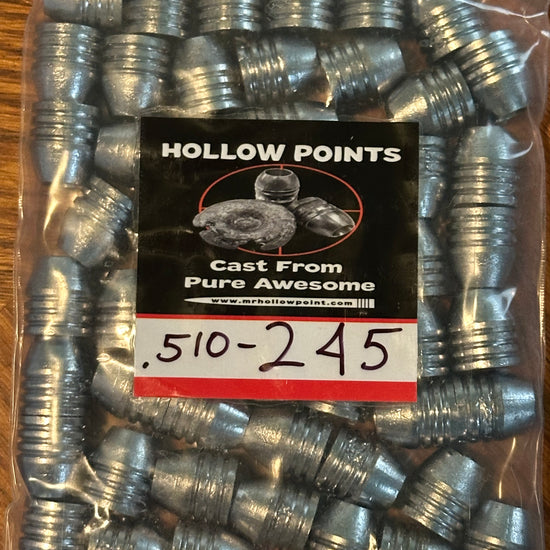 HOLLOW POINTS
Cast From
Pure Awesome
www.mrhollowpoint.com
.510-245